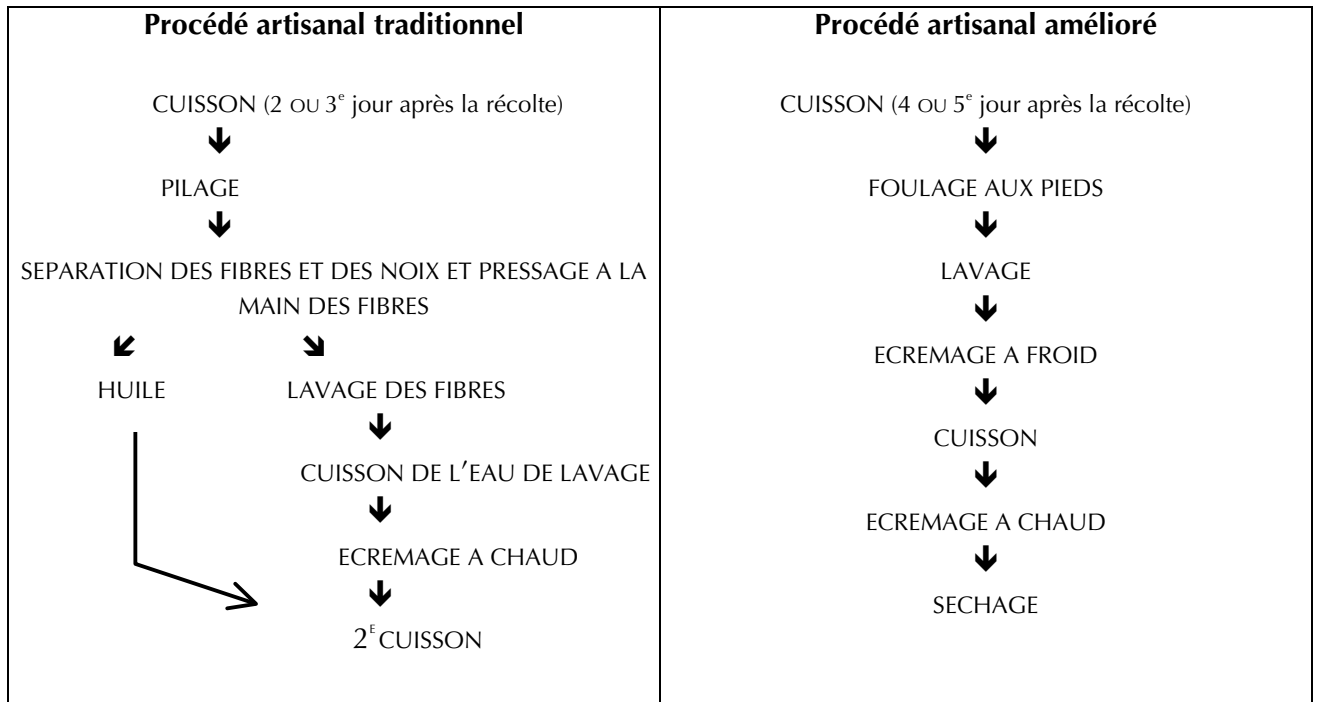 Procédé artisanal traditionnel
CUISSON (2 OU 3e jour après la récolte)
PILAGE
SEPARATION DES FIBRES ET DES NOIX ET PRESSAGE A LA
MAIN DES FIBRES
HUILE
LAVAGE DES FIBRES
CUISSON DE L'EAU DE LAVAGE
ECREMAGE A CHAUD
2E CUISSON
Procédé artisanal amélioré
CUISSON (4 OU 5e jour après la récolte)
FOULAGE AUX PIEDS
LAVAGE
ECREMAGE A FROID
CUISSON
ECREMAGE A CHAUD
SECHAGE